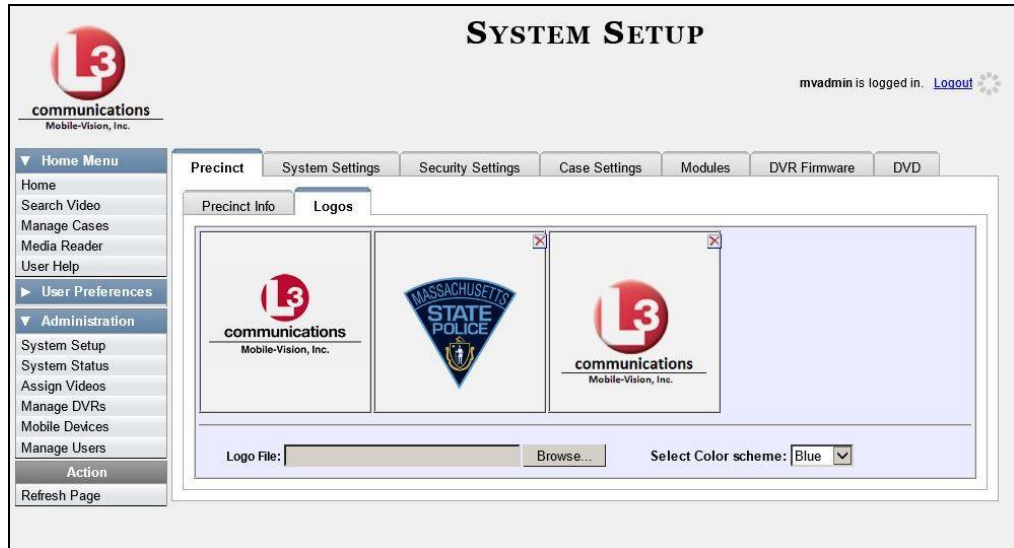 SYSTEM SETUP
L3
communications
Mobile-Vision, Inc.
mvadmin is logged in. Logout
▼ Home Menu
Home
Search Video
Manage Cases
Media Reader
User Help
► User Preferences
▼ Administration
System Setup
System Status
Assign Videos
Manage DVRs
Mobile Devices
Manage Users
Action
Refresh Page
Precinct System Settings Security Settings Case Settings Modules DVR Firmware DVD
Precinct Info Logos
L3
communications
Mobile-Vision, Inc.
MASSACHUSETTS
STATE
POLICE
L3
communications
Mobile-Vision, Inc.
Logo File: Browse... Select Color scheme: Blue